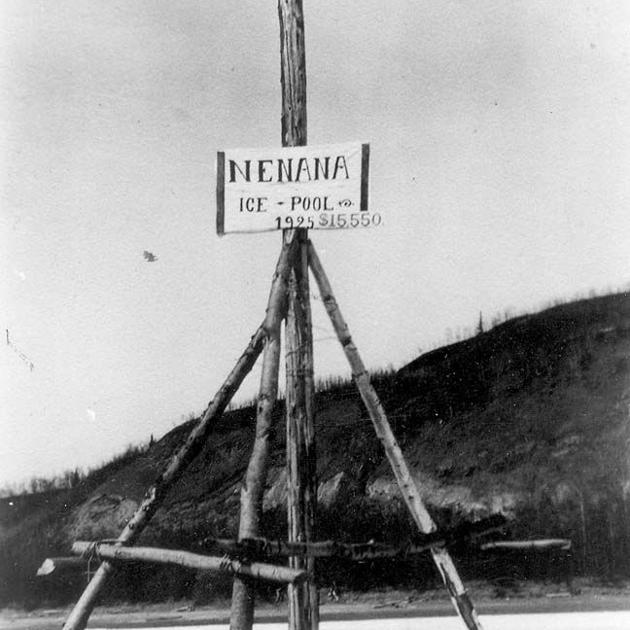 NENANA
ICE - POOL
1925 $15,550.